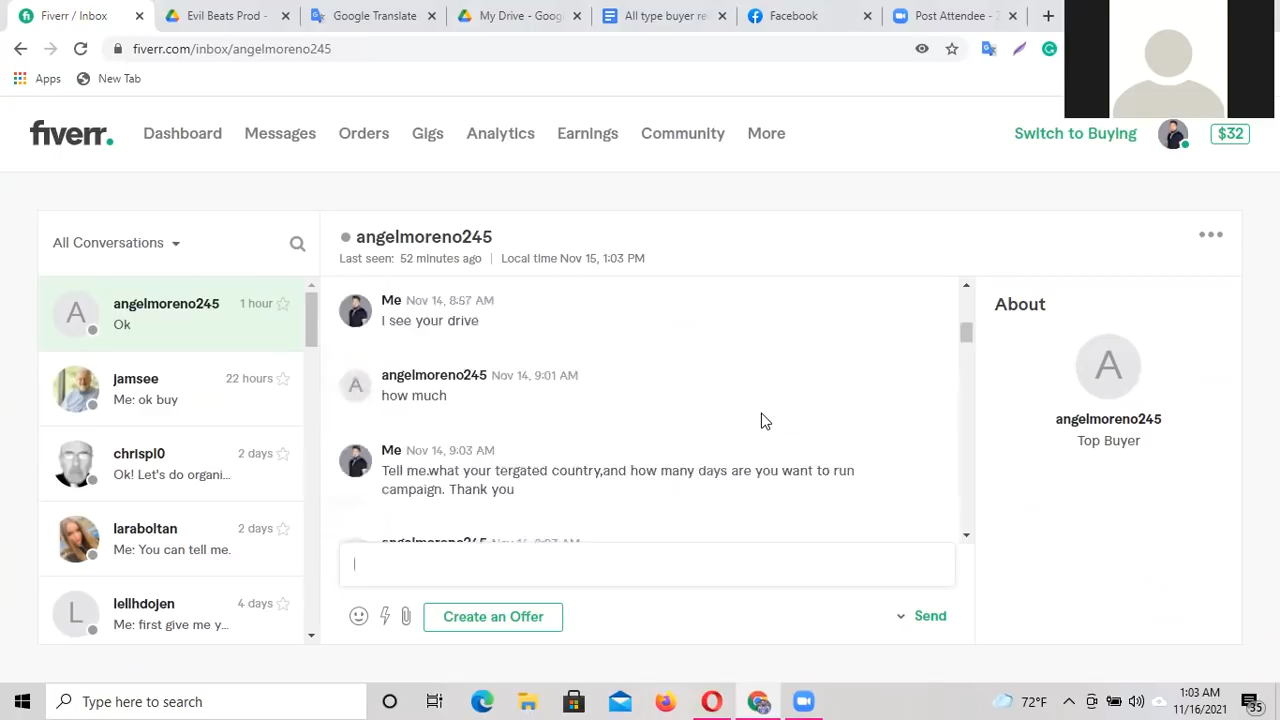 Fiverr / Inbox
Evil Beats Prod -
Google Translate
My Drive - Goog
All type buyer re
Facebook
Post Attendee - Z
fiverr.com/inbox/angelmoreno245
Apps
New Tab
fiverr.
Dashboard
Messages
Orders
Gigs
Analytics
Earnings
Community
More
Switch to Buying
$32
All Conversations
angelmoreno245
1 hour
Ok
jamsee
22 hours
Me: ok buy
chrispl0
2 days
Ok! Let's do organi...
laraboltan
2 days
Me: You can tell me.
lellhdojen
4 days
Me: first give me y...
angelmoreno245
Last seen: 52 minutes ago | Local time Nov 15, 1:03 PM
Me Nov 14, 8:57 AM
I see your drive
A
angelmoreno245 Nov 14, 9:01 AM
how much
Me Nov 14, 9:03 AM
Tell me.what your tergated country,and how many days are you want to run
campaign. Thank you
Create an Offer
Send
About
A
angelmoreno245
Top Buyer
A
L
Type here to search
72°F
1:03 AM
11/16/2021
35